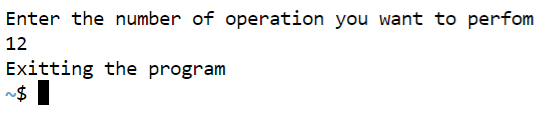 Enter the number of operation you want to perfom
12
Exitting the program
~$